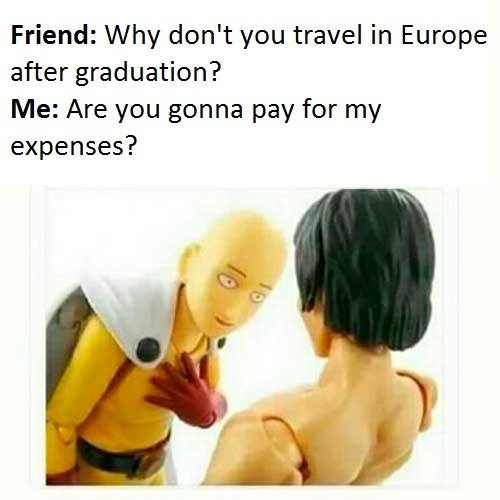 Friend: Why don't you travel in Europe
after graduation?
Me: Are you gonna pay for my
expenses?